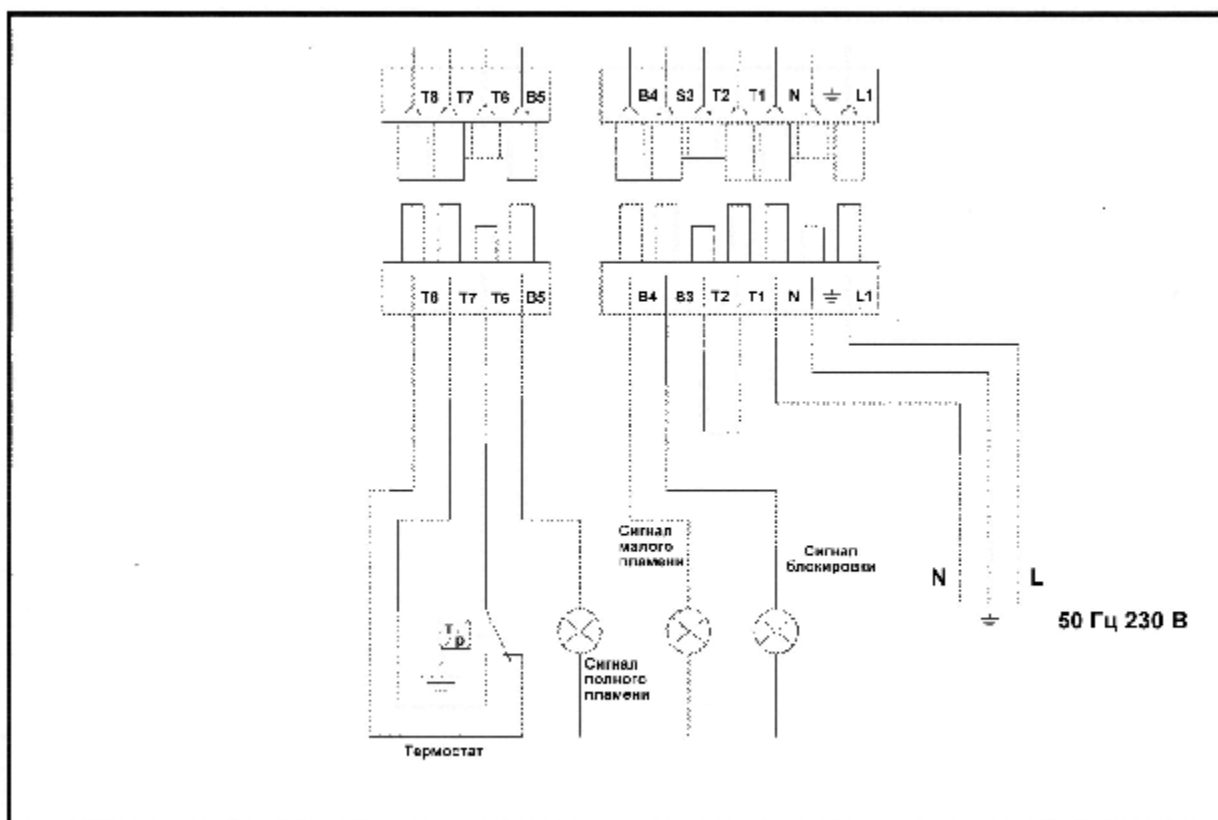 T8 T7 T6 B5 B4 S3 T2 T1 N L1
T8 T7 T6 B5 B4 S3 T2 T1 N L1
Сигнал
малого
пламени
Сигнал
блокировки
N L
50 Гц 230 В
T
p
Сигнал
полного
пламени
Термостат